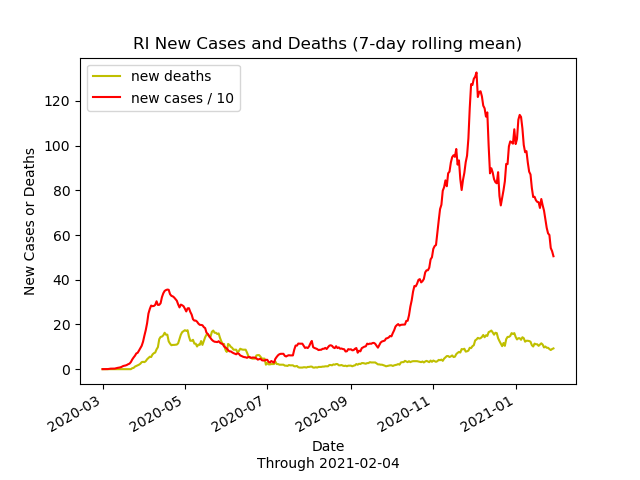 RI New Cases and Deaths (7-day rolling mean)
new deaths
new cases / 10
New Cases or Deaths
120
100
80
60
40
20
0
2020-03
2020-05
2020-07
2020-09
2020-11
2021-01
Date
Through 2021-02-04